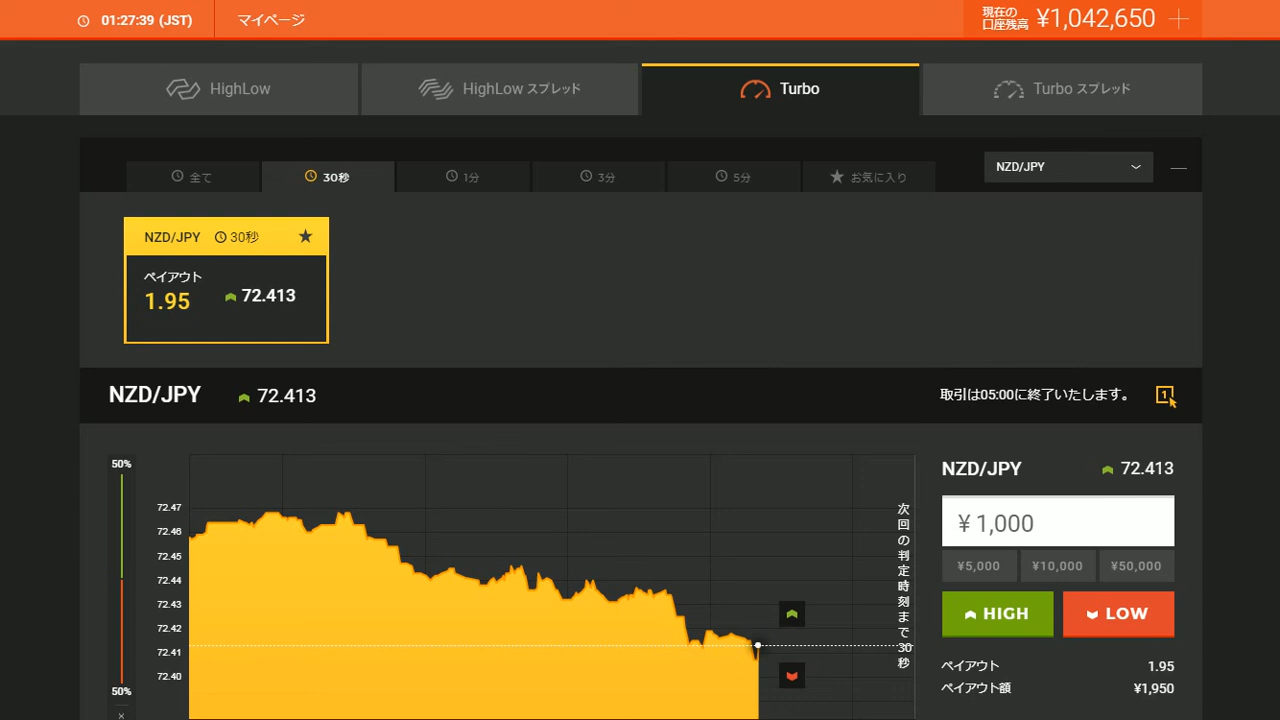 01:27:39 (JST) マイページ 現在の口座残高 ¥1,042,650
HighLow HighLow スプレッド Turbo Turbo スプレッド
全て 30秒 1分 3分 5分 お気に入り NZD/JPY
NZD/JPY 30秒
ペイアウト
1.95 72.413
NZD/JPY 72.413 取引は05:00に終了いたします。 1
50%
72.47
72.46
72.45
72.44
72.43
72.42
72.41
72.40
50%
次回の判定時刻まで30秒
NZD/JPY 72.413
¥ 1,000
¥5,000 ¥10,000 ¥50,000
HIGH LOW
ペイアウト 1.95
ペイアウト額 ¥1,950